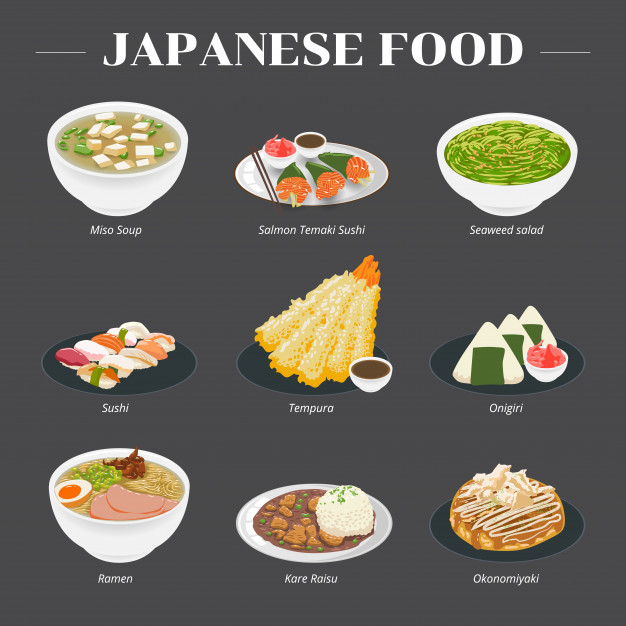 JAPANESE FOOD
Miso Soup
Salmon Temaki Sushi
Seaweed salad
Sushi
Tempura
Onigiri
Ramen
Kare Raisu
Okonomiyaki